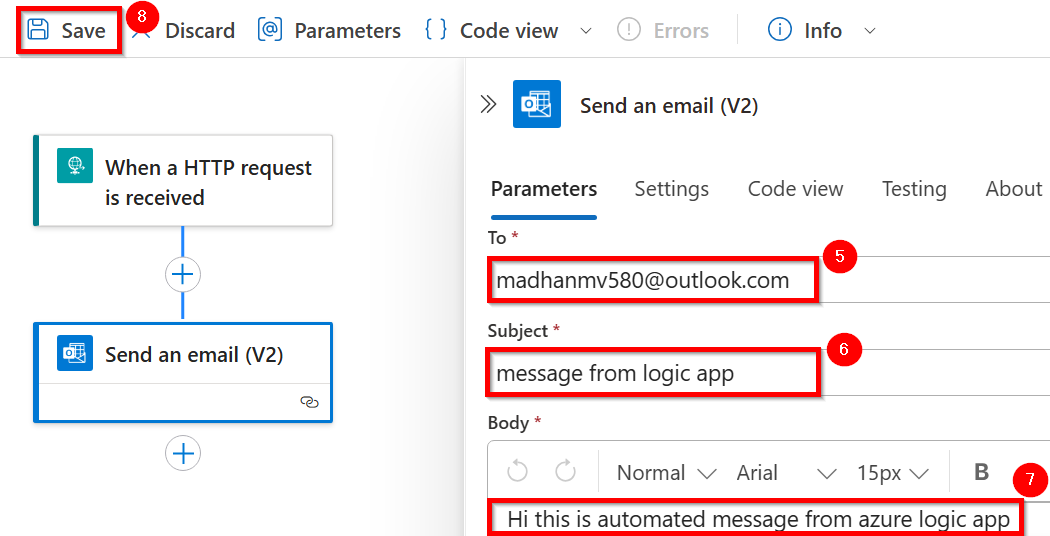 Save 8 Discard Parameters Code view Errors Info
Send an email (V2)
When a HTTP request
is received
Parameters Settings Code view Testing About
To *
5
madhanmv580@outlook.com
Subject *
6
message from logic app
Send an email (V2)
Body *
Normal Arial 15px B
7
Hi this is automated message from azure logic app